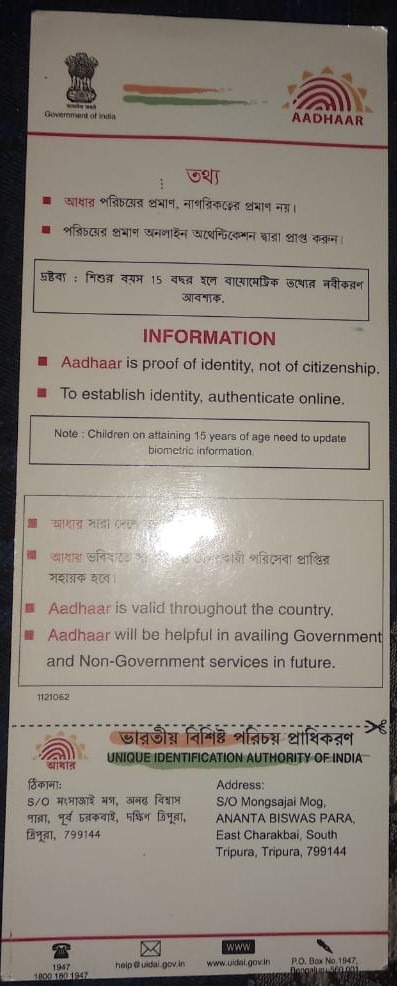 सत्यमेव जयते
Government of India
AADHAAR
তথ্য
আধার পরিচয়ের প্রমাণ, নাগরিকত্বের প্রমাণ নয়।
পরিচয়ের প্রমাণ অনলাইন অথেন্টিকেশন দ্বারা প্রাপ্ত করুন।
দ্রষ্টব্য : শিশুর বয়স 15 বছর হলে বায়োমেট্রিক তথ্যের নবীকরণ
আবশ্যক.
INFORMATION
Aadhaar is proof of identity, not of citizenship.
To establish identity, authenticate online.
Note : Children on attaining 15 years of age need to update
biometric information.
আধার সারা দেশে
আধার ভবিষ্যতে পরিসেবা প্রাপ্তির
সহায়ক হবে।
Aadhaar is valid throughout the country.
Aadhaar will be helpful in availing Government
and Non-Government services in future.
1121062
ভারতীয় বিশিষ্ট পরিচয় প্রাধিকরণ
UNIQUE IDENTIFICATION AUTHORITY OF INDIA
আধার
ঠিকানা:
S/O মংসাজাই মগ, অনন্ত বিশ্বাস
পারা, পূর্ব চরকবাই, দক্ষিণ ত্রিপুরা,
ত্রিপুরা, 799144
Address:
S/O Mongsajai Mog,
ANANTA BISWAS PARA,
East Charakbai, South
Tripura, Tripura, 799144
1947
1800 180 1947
help@uidai.gov.in
WWW
www.uidai.gov.in
P.O. Box No.1947,
Bengaluru-560 001